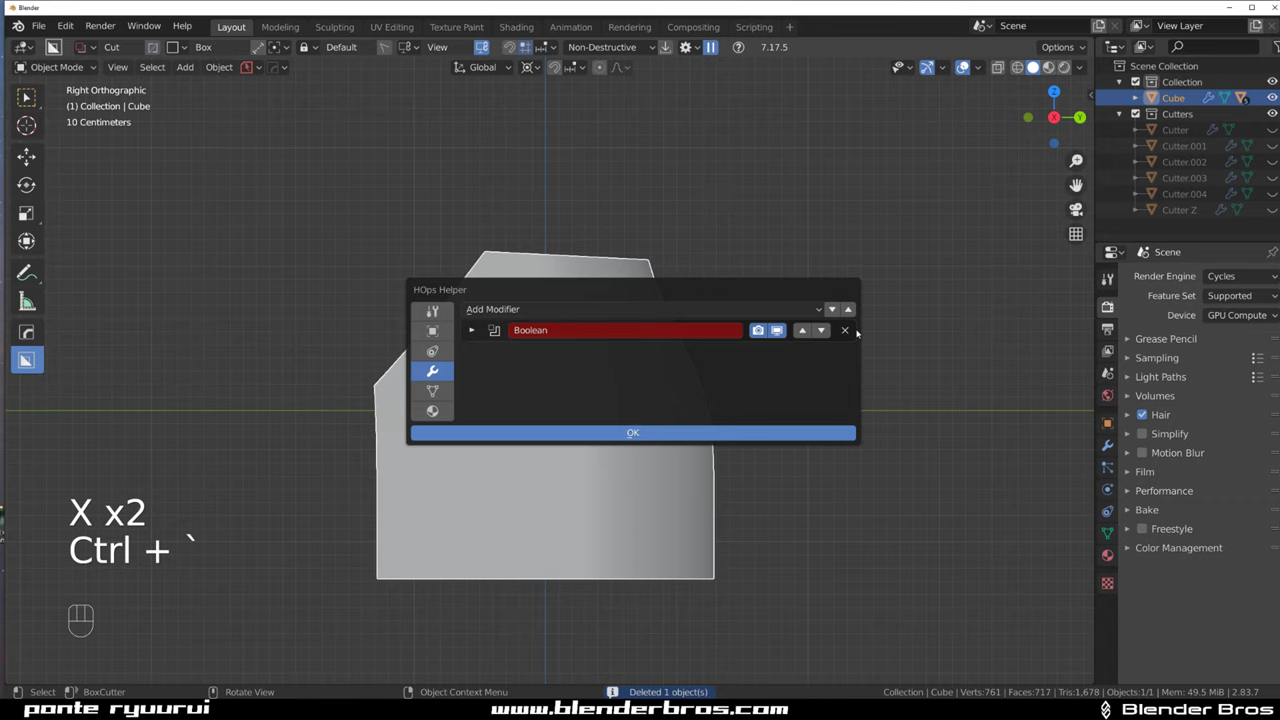 Blender
File Edit Render Window Help Layout Modeling Sculpting UV Editing Texture Paint Shading Animation Rendering Compositing Scripting + Scene View Layer
Cut Box Default View Non-Destructive 7.17.5 Options
Object Mode View Select Add Object Global
Right Orthographic
(1) Collection | Cube
10 Centimeters
Z
X
Y
HOps Helper
Add Modifier
Boolean
OK
X x2
Ctrl + `
Scene Collection
Collection
Cube
Cutters
Cutter
Cutter.001
Cutter.002
Cutter.003
Cutter.004
Cutter Z
Scene
Render Engine Cycles
Feature Set Supported
Device GPU Compute
Grease Pencil
Sampling
Light Paths
Volumes
Hair
Simplify
Motion Blur
Film
Performance
Bake
Freestyle
Color Management
Select BoxCutter Rotate View Object Context Menu Deleted 1 object(s) Collection | Cube | Verts:761 | Faces:717 | Tris:1,678 | Objects:1/1 | Mem: 49.5 MiB | 2.83.7
ponte ryuurui www.blenderbros.com Blender Bros